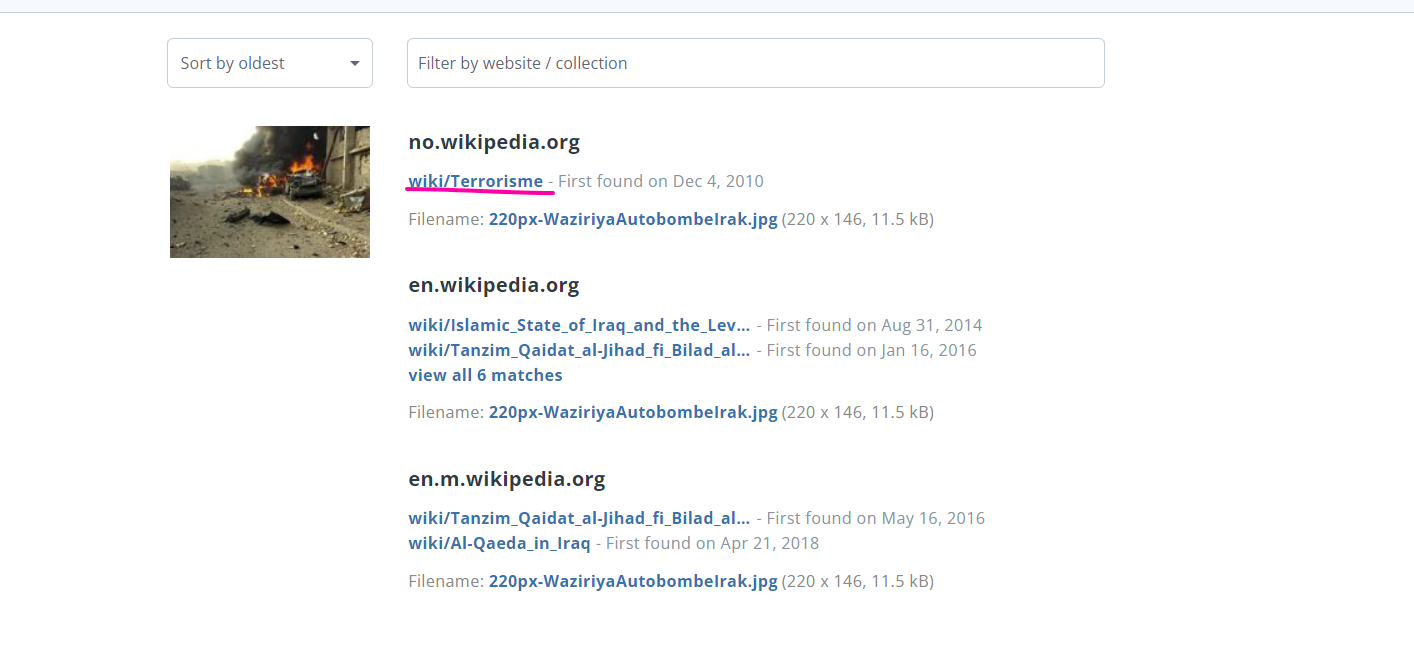 Sort by oldest
Filter by website / collection
no.wikipedia.org
wiki/Terrorisme - First found on Dec 4, 2010
Filename: 220px-WaziriyaAutobombeIrak.jpg (220 x 146, 11.5 kB)
en.wikipedia.org
wiki/Islamic_State_of_Iraq_and_the_Lev... - First found on Aug 31, 2014
wiki/Tanzim_Qaidat_al-Jihad_fi_Bilad_al... - First found on Jan 16, 2016
view all 6 matches
Filename: 220px-WaziriyaAutobombeIrak.jpg (220 x 146, 11.5 kB)
en.m.wikipedia.org
wiki/Tanzim_Qaidat_al-Jihad_fi_Bilad_al... - First found on May 16, 2016
wiki/Al-Qaeda_in_Iraq - First found on Apr 21, 2018
Filename: 220px-WaziriyaAutobombeIrak.jpg (220 x 146, 11.5 kB)